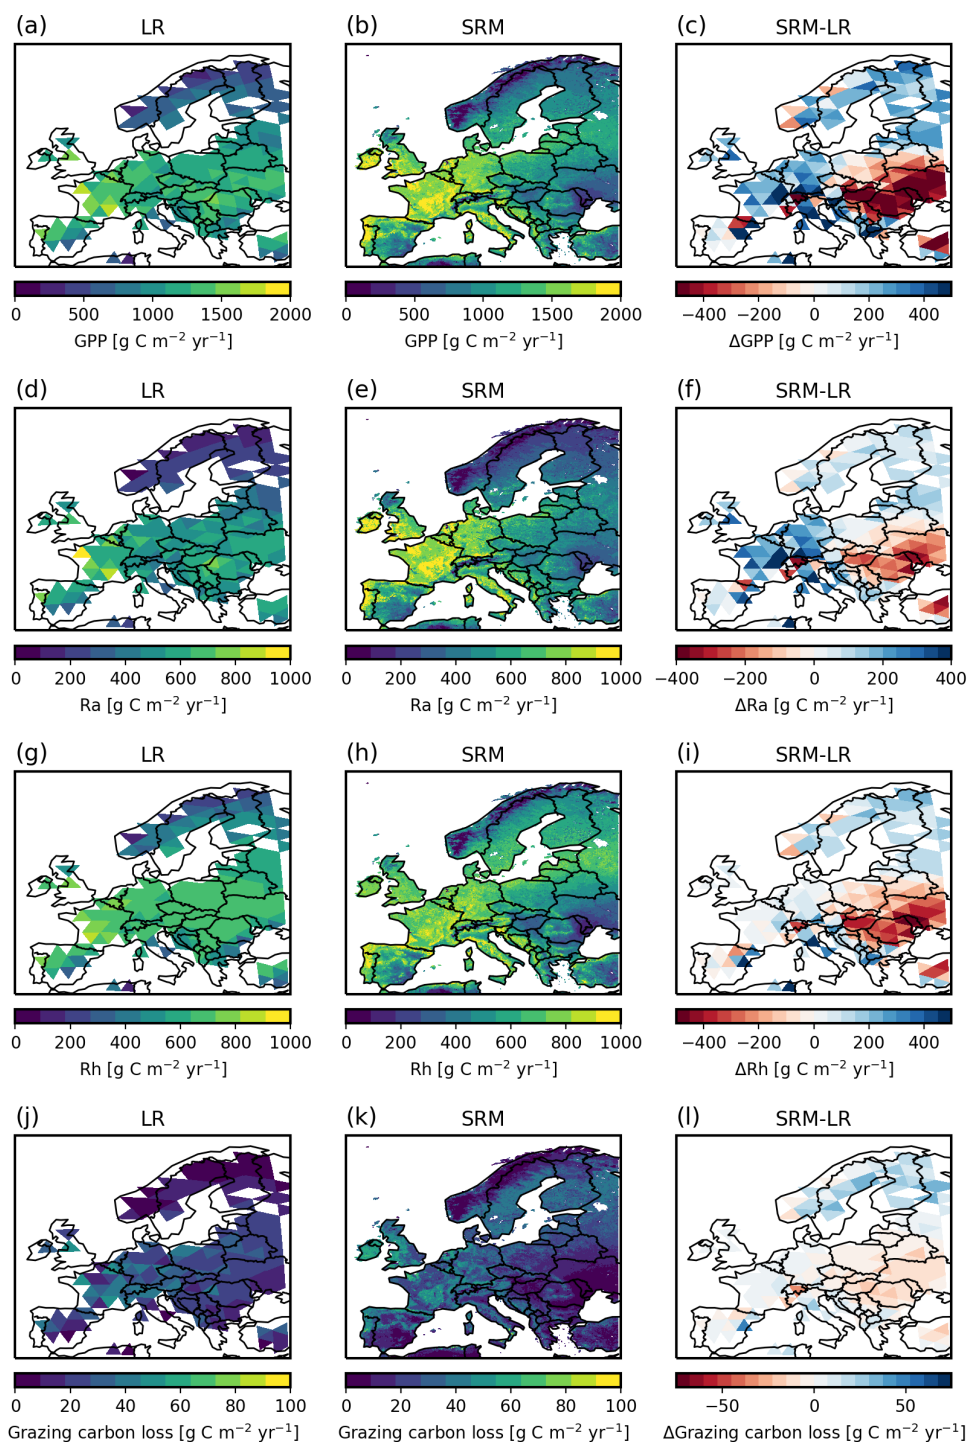 (a) LR (b) SRM (c) SRM-LR
0 500 1000 1500 2000 0 500 1000 1500 2000 −400 −200 0 200 400
GPP [g C m⁻² yr⁻¹] GPP [g C m⁻² yr⁻¹] ΔGPP [g C m⁻² yr⁻¹]
(d) LR (e) SRM (f) SRM-LR
0 200 400 600 800 1000 0 200 400 600 800 1000 −400 −200 0 200 400
Ra [g C m⁻² yr⁻¹] Ra [g C m⁻² yr⁻¹] ΔRa [g C m⁻² yr⁻¹]
(g) LR (h) SRM (i) SRM-LR
0 200 400 600 800 1000 0 200 400 600 800 1000 −400 −200 0 200 400
Rh [g C m⁻² yr⁻¹] Rh [g C m⁻² yr⁻¹] ΔRh [g C m⁻² yr⁻¹]
(j) LR (k) SRM (l) SRM-LR
0 20 40 60 80 100 0 20 40 60 80 100 −50 0 50
Grazing carbon loss [g C m⁻² yr⁻¹] Grazing carbon loss [g C m⁻² yr⁻¹] ΔGrazing carbon loss [g C m⁻² yr⁻¹]